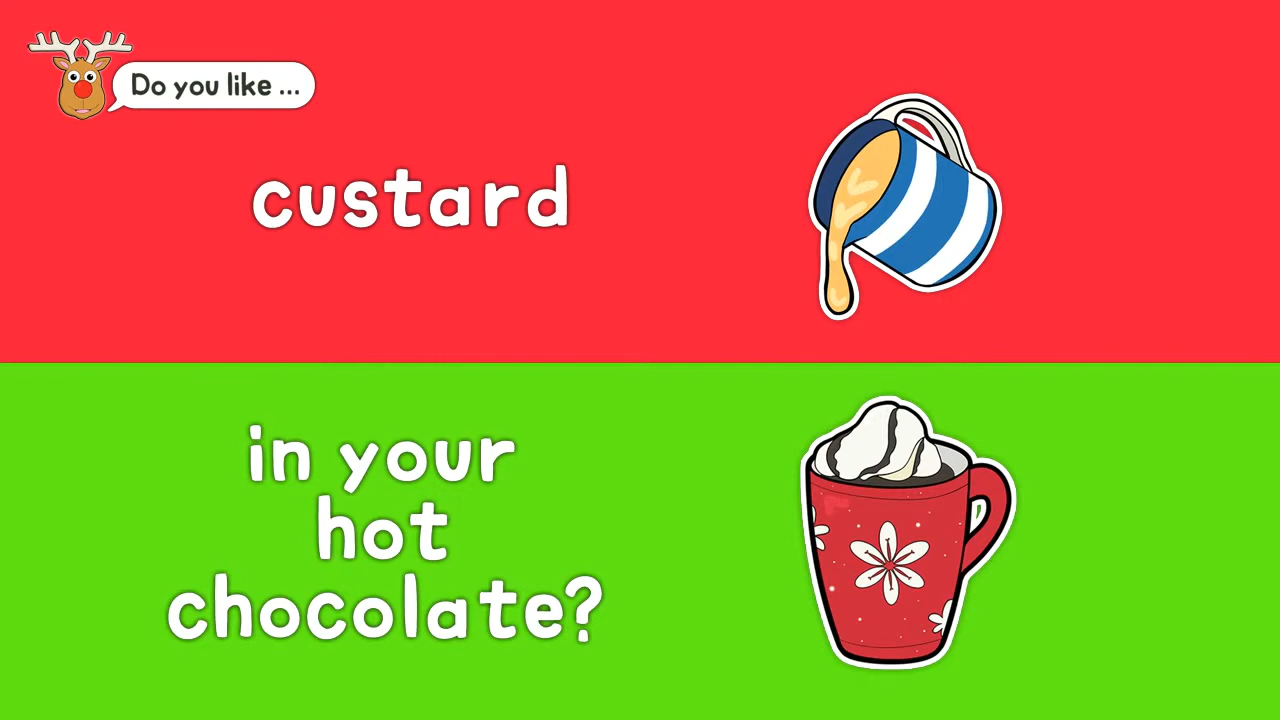 Do you like ...
custard
in your
hot
chocolate?